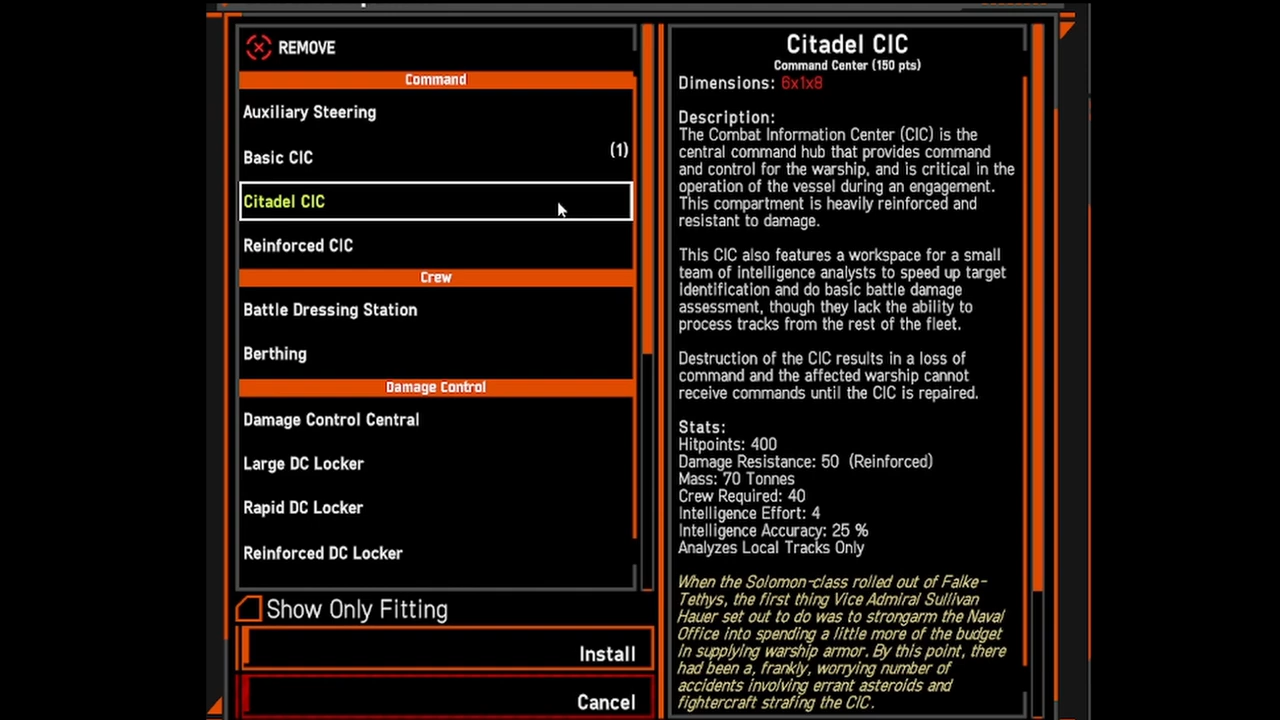 REMOVE
Command
Auxiliary Steering
Basic CIC
(1)
Citadel CIC
Reinforced CIC
Crew
Battle Dressing Station
Berthing
Damage Control
Damage Control Central
Large DC Locker
Rapid DC Locker
Reinforced DC Locker
Show Only Fitting
Install
Cancel
Citadel CIC
Command Center (150 pts)
Dimensions: 6x1x8
Description:
The Combat Information Center (CIC) is the
central command hub that provides command
and control for the warship, and is critical in the
operation of the vessel during an engagement.
This compartment is heavily reinforced and
resistant to damage.
This CIC also features a workspace for a small
team of intelligence analysts to speed up target
identification and do basic battle damage
assessment, though they lack the ability to
process tracks from the rest of the fleet.
Destruction of the CIC results in a loss of
command and the affected warship cannot
receive commands until the CIC is repaired.
Stats:
Hitpoints: 400
Damage Resistance: 50 (Reinforced)
Mass: 70 Tonnes
Crew Required: 40
Intelligence Effort: 4
Intelligence Accuracy: 25 %
Analyzes Local Tracks Only
When the Solomon-class rolled out of Falke-
Tethys, the first thing Vice Admiral Sullivan
Hauer set out to do was to strongarm the Naval
Office into spending a little more of the budget
in supplying warship armor. By this point, there
had been a, frankly, worrying number of
accidents involving errant asteroids and
fightercraft strafing the CIC.